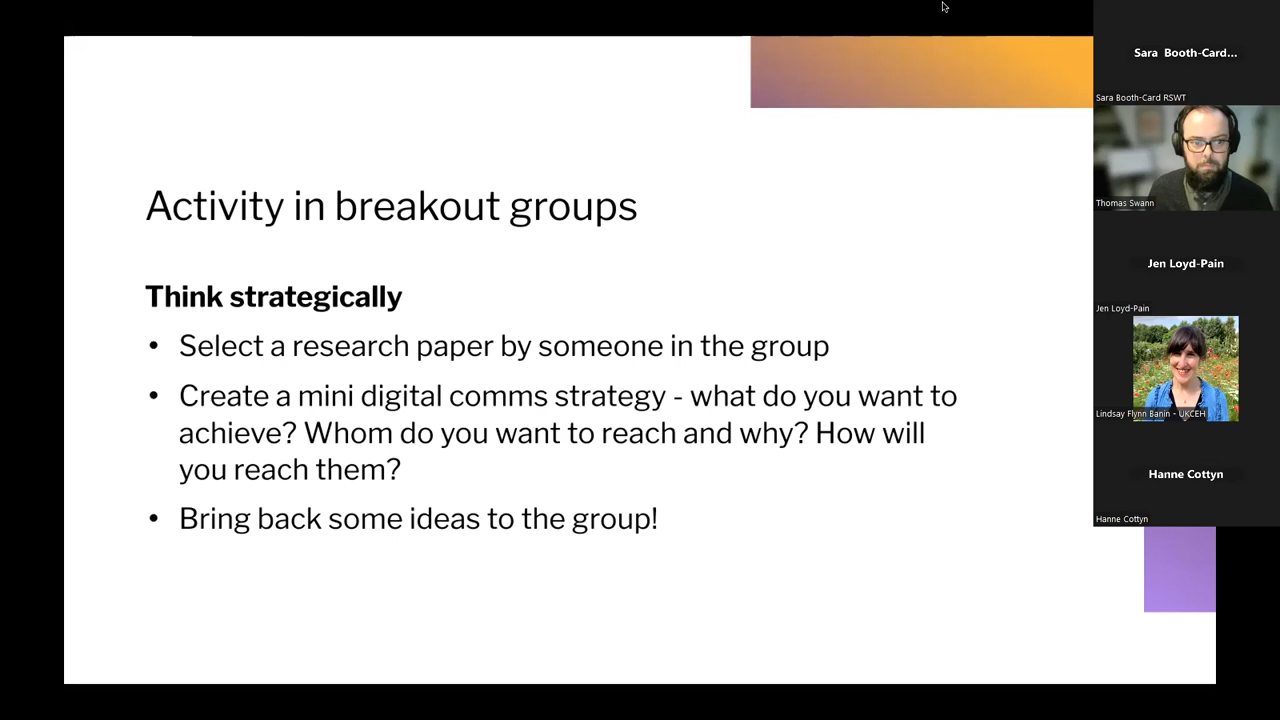 Activity in breakout groups
Think strategically
• Select a research paper by someone in the group
• Create a mini digital comms strategy - what do you want to
achieve? Whom do you want to reach and why? How will
you reach them?
• Bring back some ideas to the group!
Sara Booth-Card...
Sara Booth-Card RSWT
Thomas Swann
Jen Loyd-Pain
Jen Loyd-Pain
Lindsay Flynn Banin - UKCEH
Hanne Cottyn
Hanne Cottyn